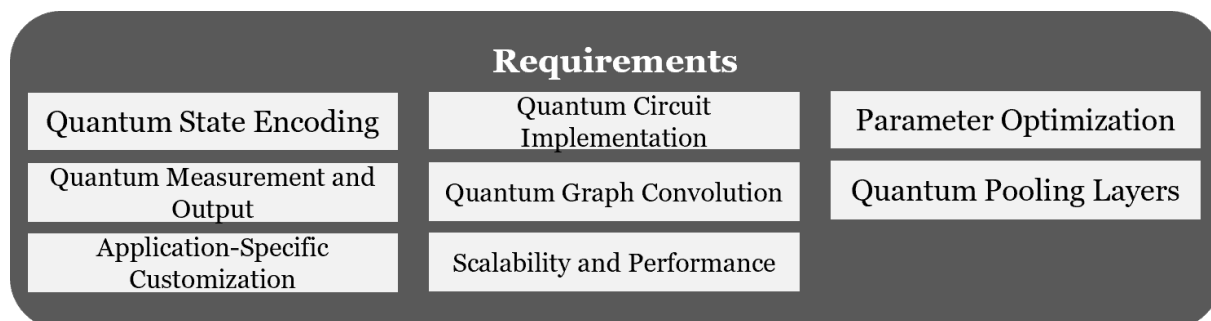 Requirements
Quantum State Encoding
Quantum Circuit
Implementation
Parameter Optimization
Quantum Measurement and
Output
Quantum Graph Convolution
Quantum Pooling Layers
Application-Specific
Customization
Scalability and Performance